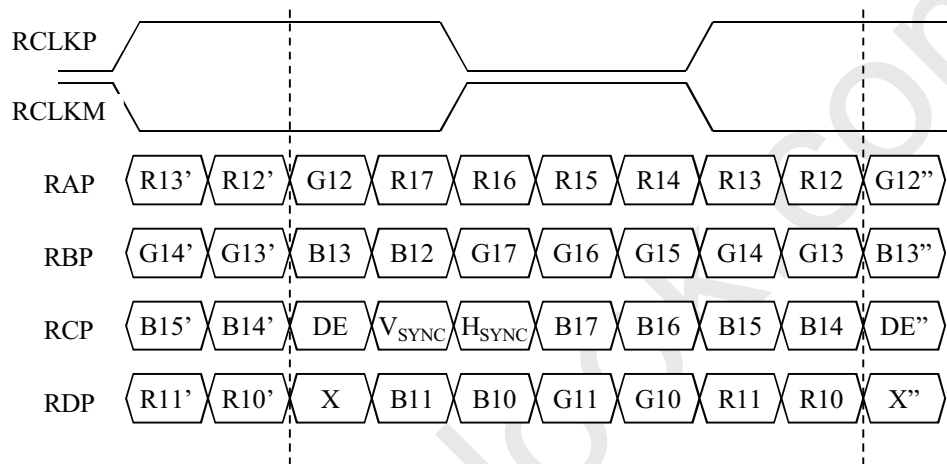 RCLKP
RCLKM
RAP R13’ R12’ G12 R17 R16 R15 R14 R13 R12 G12”
RBP G14’ G13’ B13 B12 G17 G16 G15 G14 G13 B13”
RCP B15’ B14’ DE VSYNC HSYNC B17 B16 B15 B14 DE”
RDP R11’ R10’ X B11 B10 G11 G10 R11 R10 X”